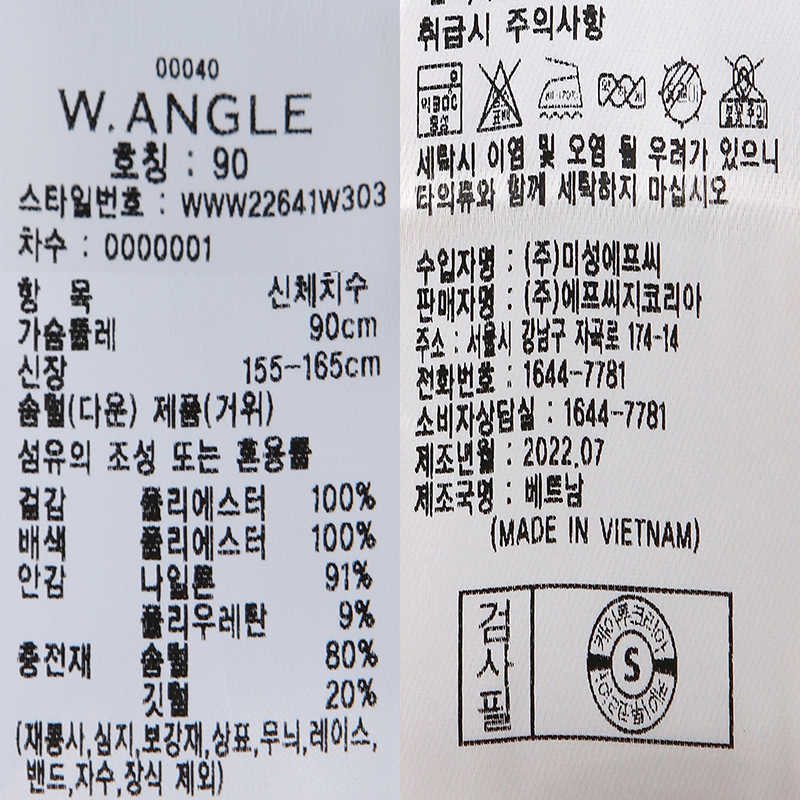 00040
W.ANGLE
호칭 : 90
스타일번호 : WWW22641W303
차수 : 0000001
항 목 신체치수
가슴둘레 90cm
신장 155-165cm
솜털(다운) 제품(거위)
섬유의 조성 또는 혼용률
겉감 폴리에스터 100%
배색 폴리에스터 100%
안감 나일론 91%
폴리우레탄 9%
충전재 솜털 80%
깃털 20%
(재봉사,심지,보강재,상표,무늬,레이스,
밴드,자수,장식 제외)
취급시 주의사항
세탁시 이염 및 오염 될 우려가 있으니
타의류와 함께 세탁하지 마십시오
수입자명 : (주)미성에프씨
판매자명 : (주)에프씨지코리아
주소 : 서울시 강남구 자곡로 174-14
전화번호 : 1644-7781
소비자상담실 : 1644-7781
제조년월 : 2022.07
제조국명 : 베트남
(MADE IN VIETNAM)
검사필
S